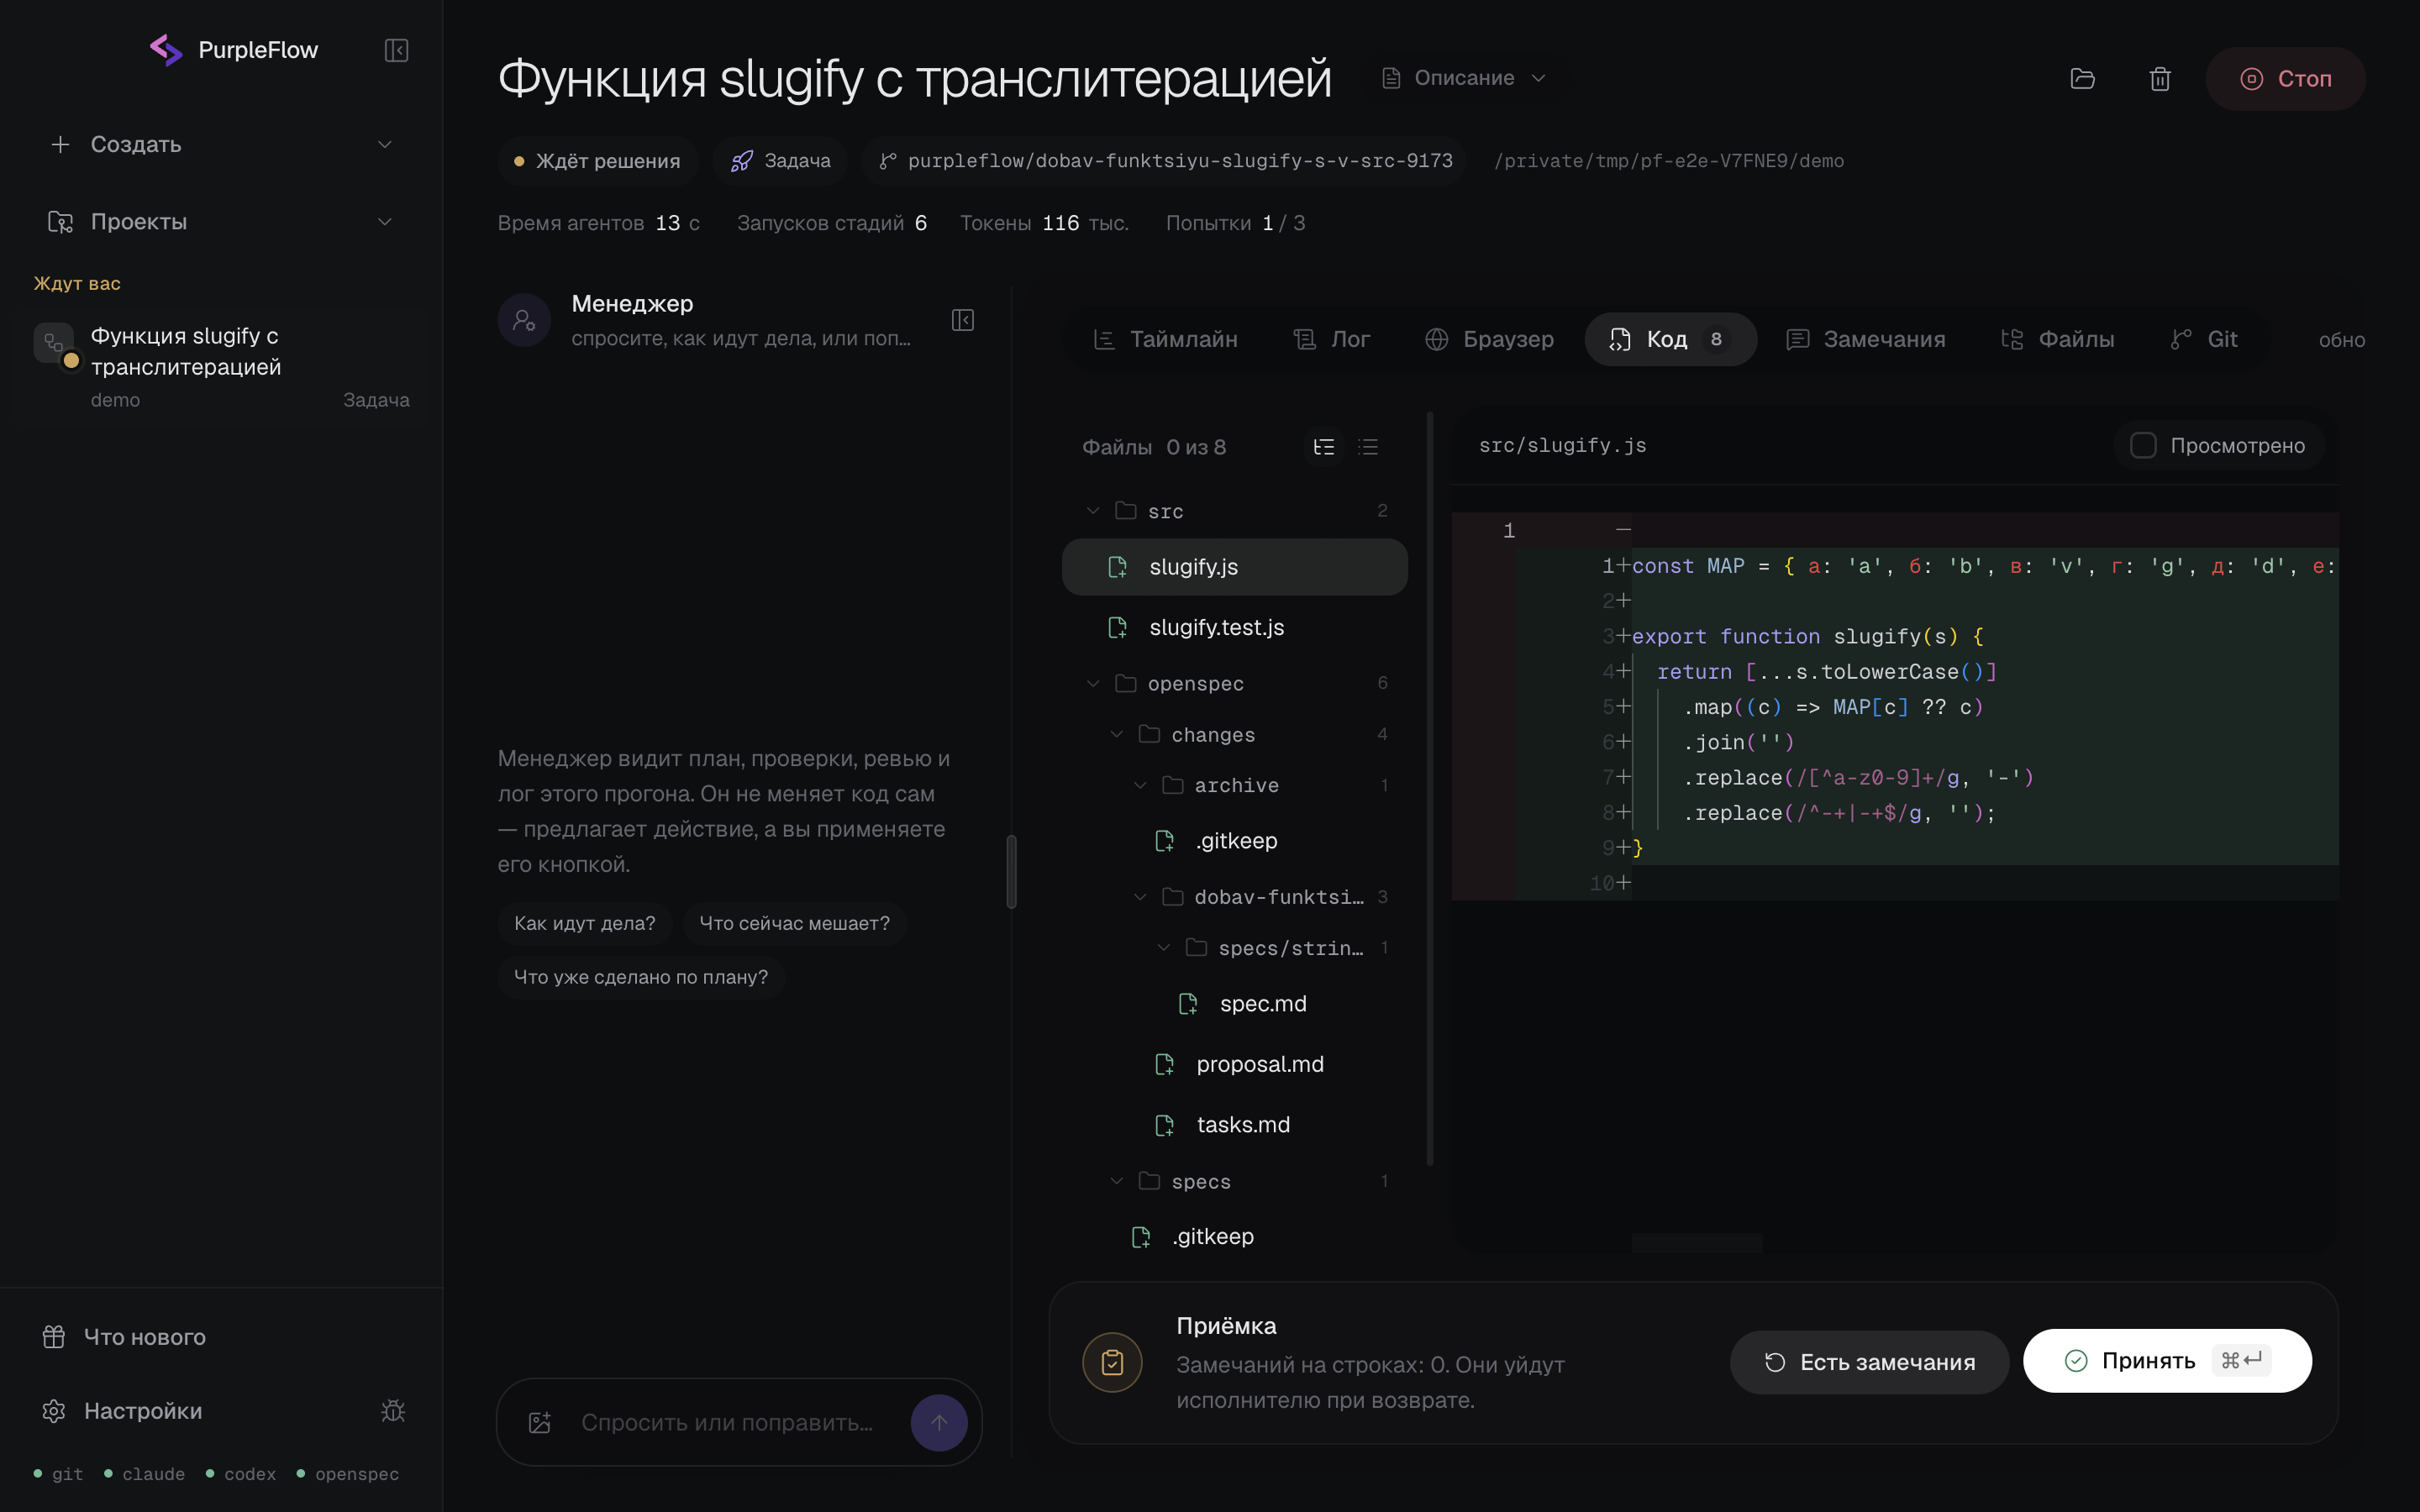 PurpleFlow
Создать
Проекты
Ждут вас
Функция slugify с
транслитерацией
demo Задача
Что нового
Настройки
git claude codex openspec
Функция slugify с транслитерацией Описание Стоп
Ждёт решения Задача purpleflow/dobav-funktsiyu-slugify-s-v-src-9173 /private/tmp/pf-e2e-V7FNE9/demo
Время агентов 13 с Запусков стадий 6 Токены 116 тыс. Попытки 1 / 3
Менеджер
спросите, как идут дела, или поп…
Менеджер видит план, проверки, ревью и
лог этого прогона. Он не меняет код сам
— предлагает действие, а вы применяете
его кнопкой.
Как идут дела? Что сейчас мешает?
Что уже сделано по плану?
Спросить или поправить…
Таймлайн Лог Браузер Код 8 Замечания Файлы Git обно
Файлы 0 из 8
src 2
slugify.js
slugify.test.js
openspec 6
changes 4
archive 1
.gitkeep
dobav-funktsi… 3
specs/strin… 1
spec.md
proposal.md
tasks.md
specs 1
.gitkeep
src/slugify.js Просмотрено
1 −
1+const MAP = { а: 'a', б: 'b', в: 'v', г: 'g', д: 'd', е:
2+
3+export function slugify(s) {
4+  return [...s.toLowerCase()]
5+    .map((c) => MAP[c] ?? c)
6+    .join('')
7+    .replace(/[^a-z0-9]+/g, '-')
8+    .replace(/^-+|-+$/g, '');
9+}
10+
Приёмка
Замечаний на строках: 0. Они уйдут
исполнителю при возврате.
Есть замечания Принять ⌘↵